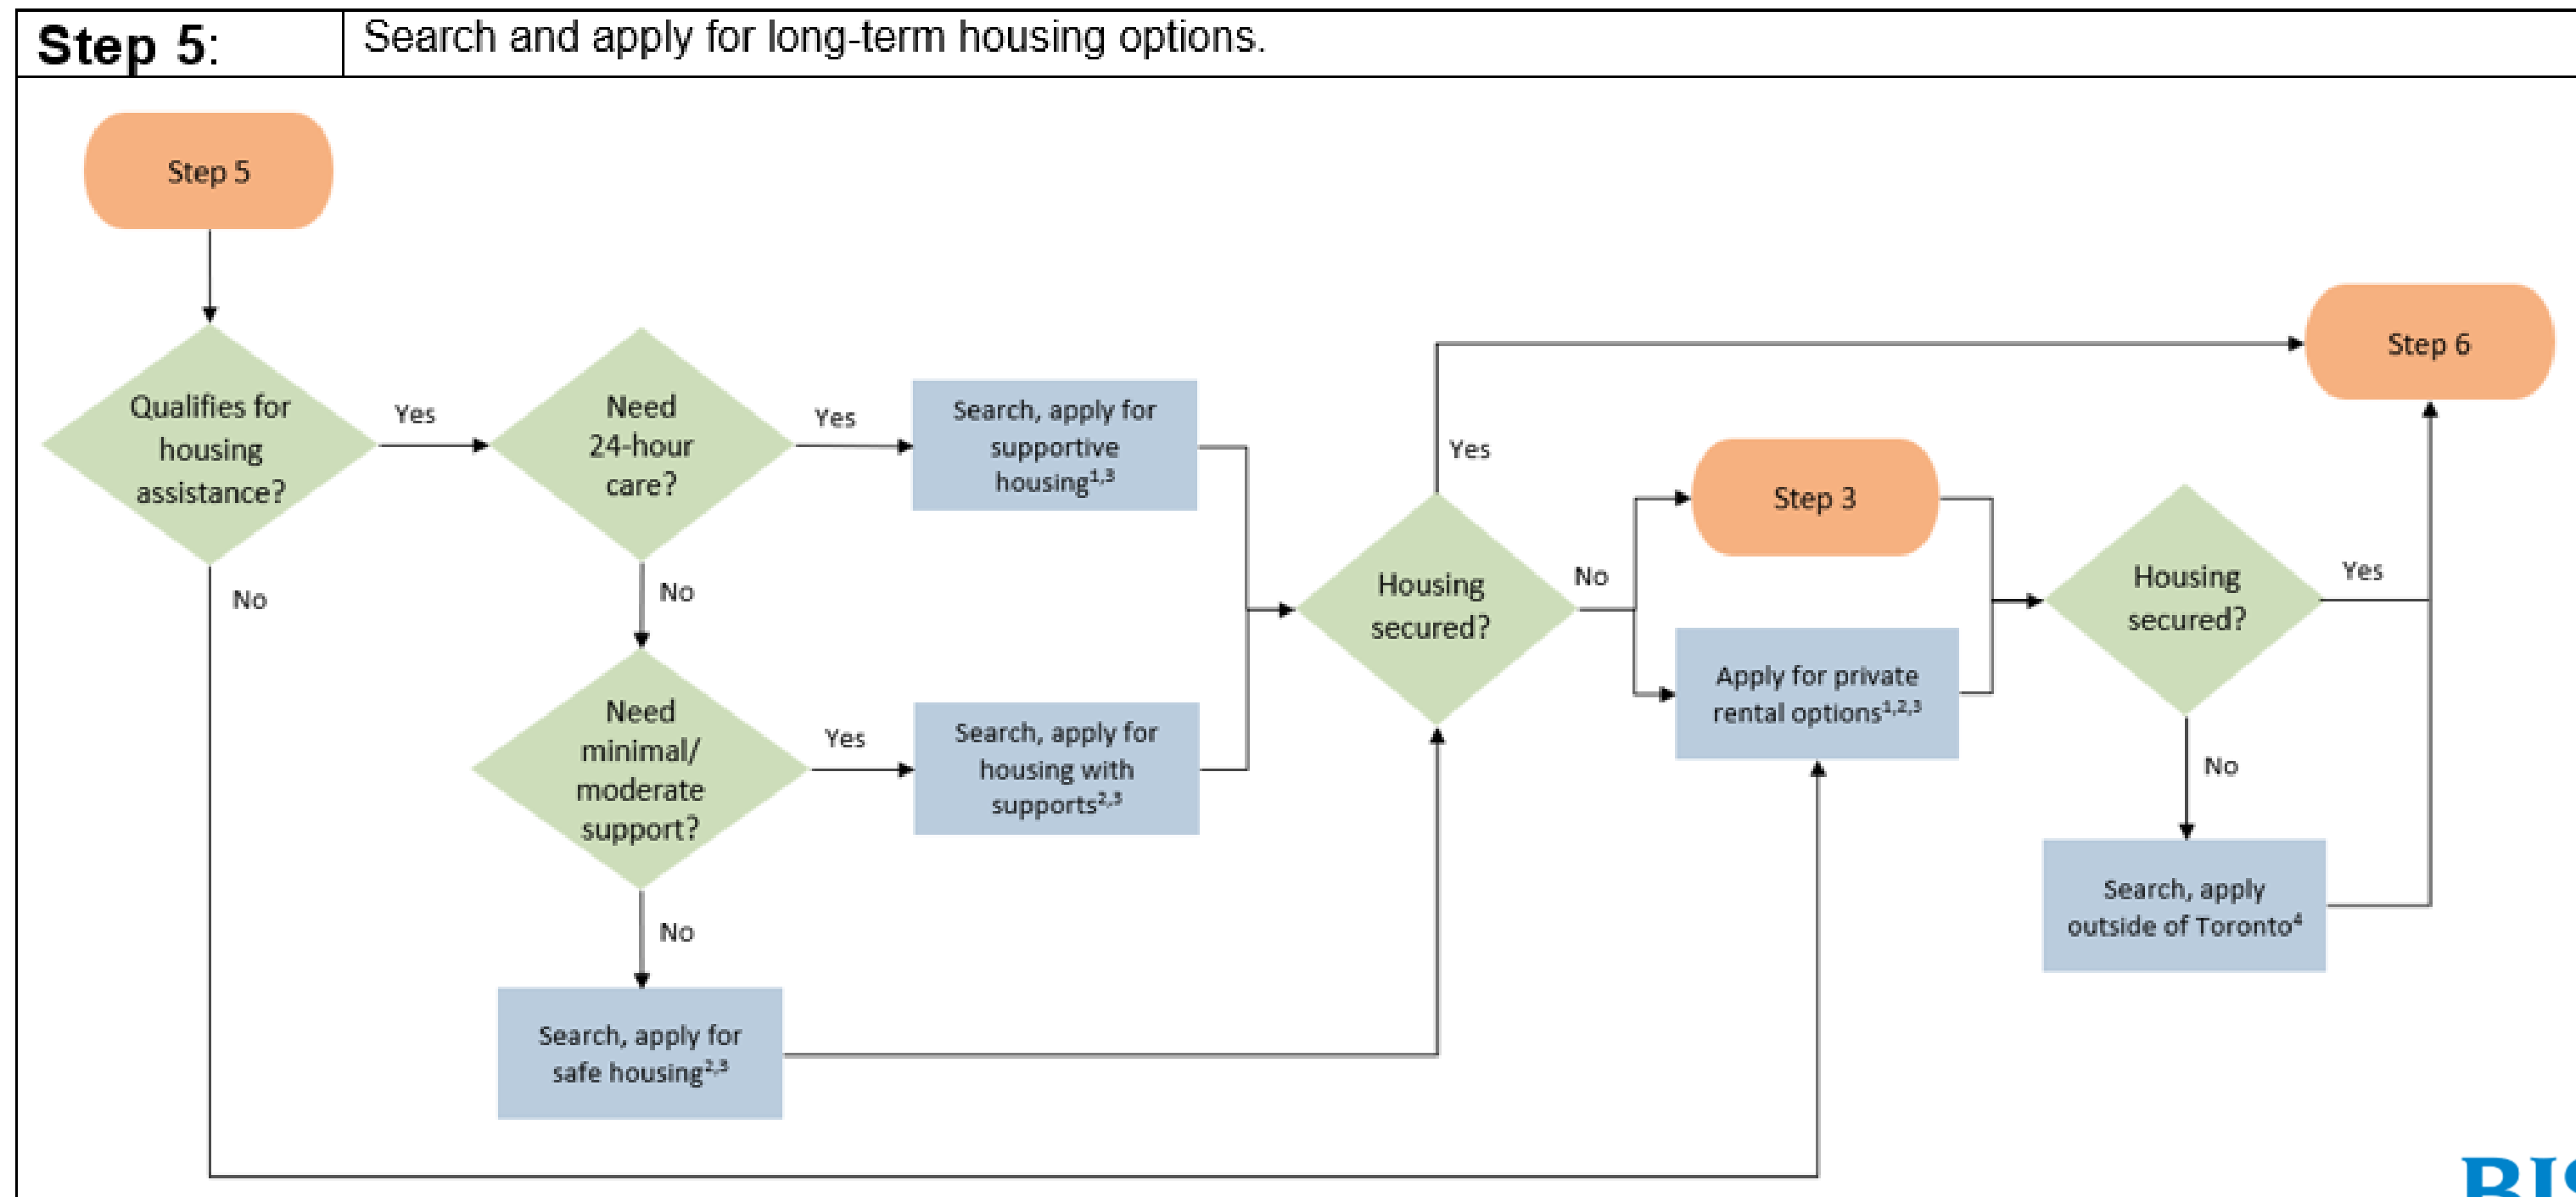 Step 5: Search and apply for long-term housing options.
Step 5
Qualifies for
housing
assistance?
Yes
No
Need
24-hour
care?
Yes
No
Search, apply for
supportive
housing¹,³
Need
minimal/
moderate
support?
Yes
No
Search, apply for
housing with
supports²,³
Search, apply for
safe housing²,³
Housing
secured?
Yes
No
Step 3
Apply for private
rental options¹,²,³
Housing
secured?
Yes
No
Search, apply
outside of Toronto⁴
Step 6